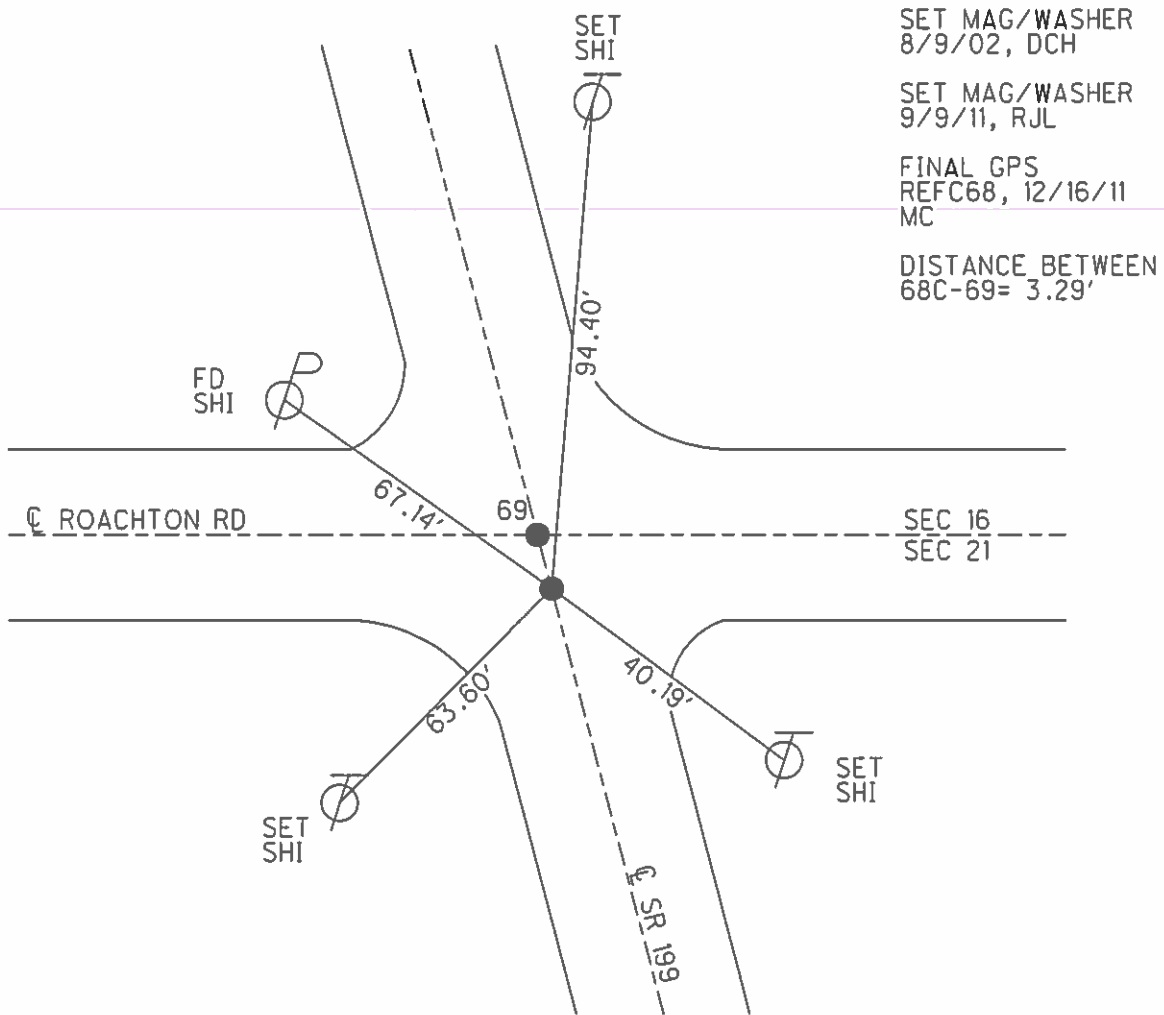 SET
SHI
SET MAG/WASHER
8/9/02, DCH
SET MAG/WASHER
9/9/11, RJL
FINAL GPS
REFC68, 12/16/11
MC
DISTANCE BETWEEN
68C-69= 3.29'
94.40'
FD
SHI
67.14'
69
℄ ROACHTON RD
SEC 16
SEC 21
63.60'
40.19'
SET
SHI
SET
SHI
℄ SR 199